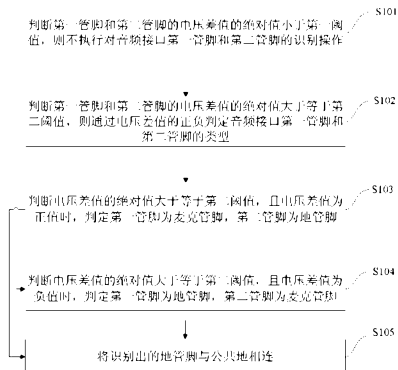 判断第一管脚和第二管脚的电压差值的绝对值小于第一阈
值，则不执行对音频接口第一管脚和第二管脚的识别操作
S101
判断第一管脚和第二管脚的电压差值的绝对值大于等于第
二阈值，则通过电压差值的正负判定音频接口第一管脚和
第二管脚的类型
S102
判断电压差值的绝对值大于等于第二阈值，且电压差值为
正值时，判定第一管脚为麦克管脚，第二管脚为地管脚
S103
判断电压差值的绝对值大于等于第二阈值，且电压差值为
负值时，判定第一管脚为地管脚，第二管脚为麦克管脚
S104
将识别出的地管脚与公共地相连
S105